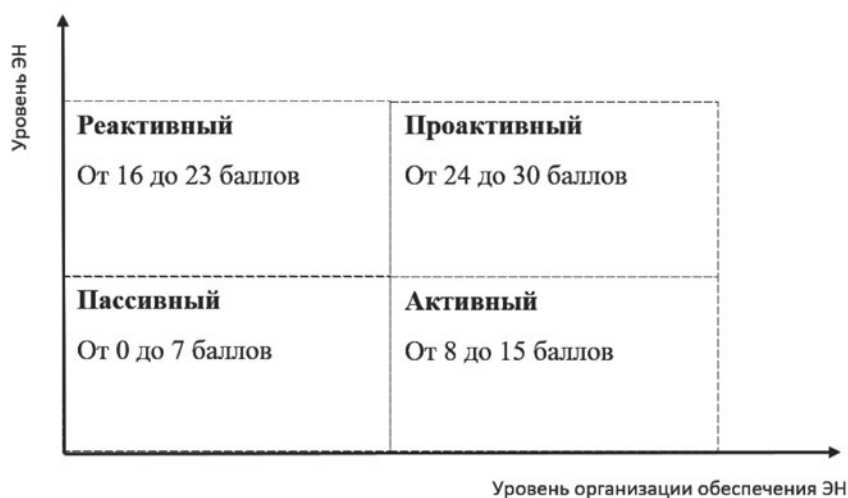 Уровень ЭН
Реактивный
От 16 до 23 баллов
Проактивный
От 24 до 30 баллов
Пассивный
От 0 до 7 баллов
Активный
От 8 до 15 баллов
Уровень организации обеспечения ЭН